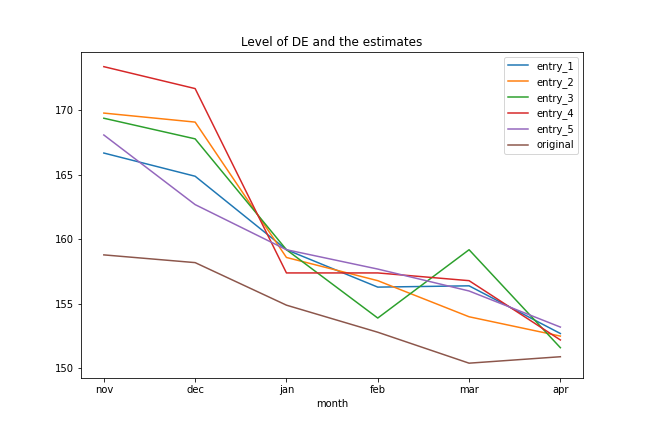 Level of DE and the estimates
entry_1
entry_2
entry_3
entry_4
entry_5
original
170
165
160
155
150
nov dec jan feb mar apr
month